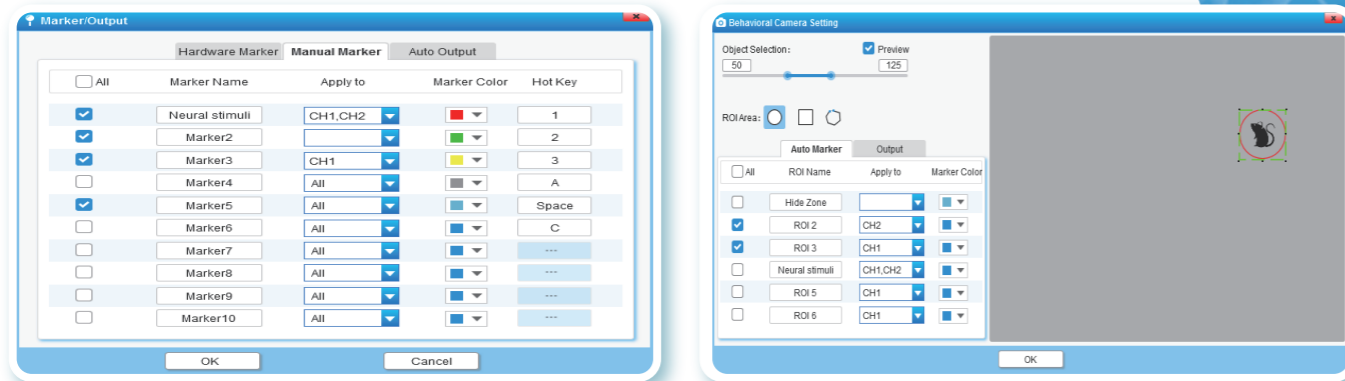 Marker/Output
Hardware Marker Manual Marker Auto Output
All Marker Name Apply to Marker Color Hot Key
Neural stimuli CH1,CH2 1
Marker2 2
Marker3 CH1 3
Marker4 All A
Marker5 All Space
Marker6 All C
Marker7 All ---
Marker8 All ---
Marker9 All ---
Marker10 All ---
OK Cancel
Behavioral Camera Setting
Object Selection: Preview
50 125
ROI Area:
Auto Marker Output
All ROI Name Apply to Marker Color
Hide Zone
ROI 2 CH2
ROI 3 CH1
Neural stimuli CH1,CH2
ROI 5 CH1
ROI 6 CH1
OK